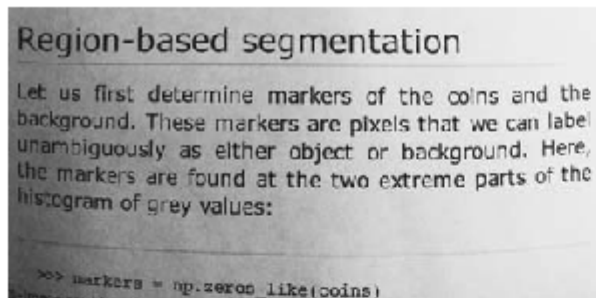 Region-based segmentation
Let us first determine markers of the coins and the
background. These markers are pixels that we can label
unambiguously as either object or background. Here,
the markers are found at the two extreme parts of the
histogram of grey values:
>>> markers = np.zeros_like(coins)